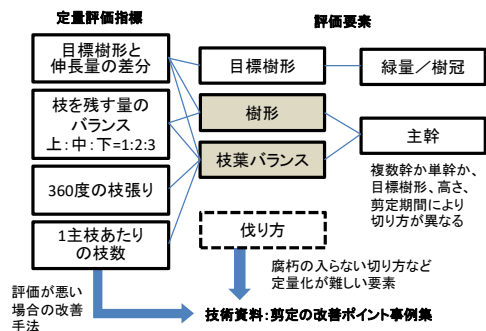 定量評価指標
評価要素
目標樹形と
伸長量の差分
枝を残す量の
バランス
上:中:下=1:2:3
360度の枝張り
1主枝あたり
の枝数
目標樹形
樹形
枝葉バランス
伐り方
緑量／樹冠
主幹
複数幹か単幹か、
目標樹形、高さ、
剪定期間により
切り方が異なる
腐朽の入らない切り方など
定量化が難しい要素
評価が悪い
場合の改善
手法
技術資料:剪定の改善ポイント事例集